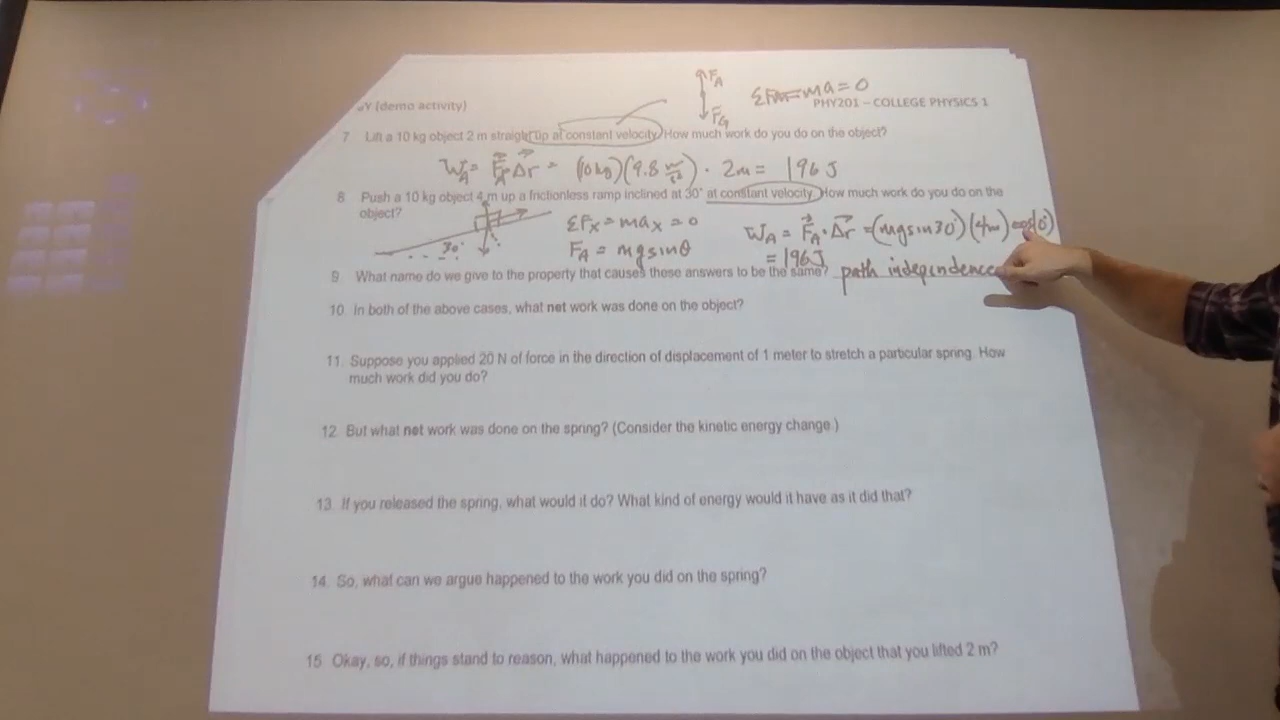 F_A
ΣF = ma = 0
Y (demo activity)
PHY201 – COLLEGE PHYSICS 1
F_G
7 Lift a 10 kg object 2 m straight up at constant velocity. How much work do you do on the object?
W_A = F_A · Δr = (10kg)(9.8 m/s²) · 2m = 196 J
8 Push a 10 kg object 4 m up a frictionless ramp inclined at 30° at constant velocity. How much work do you do on the
object?
ΣFx = max = 0
W_A = F_A · Δr = (mgsin30°)(4m)cos(0°)
30°
F_A = mgsinθ
= 196J
9. What name do we give to the property that causes these answers to be the same? path independence
10. In both of the above cases, what net work was done on the object?
11. Suppose you applied 20 N of force in the direction of displacement of 1 meter to stretch a particular spring. How
much work did you do?
12. But what net work was done on the spring? (Consider the kinetic energy change.)
13. If you released the spring, what would it do? What kind of energy would it have as it did that?
14. So, what can we argue happened to the work you did on the spring?
15 Okay, so, if things stand to reason, what happened to the work you did on the object that you lifted 2 m?